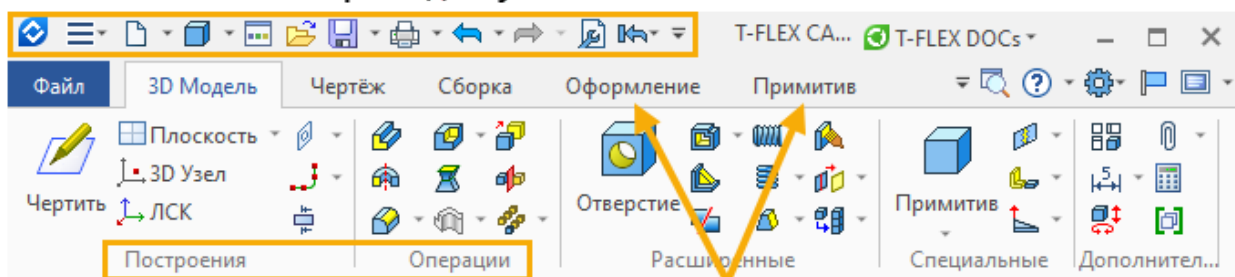 T-FLEX CA... T-FLEX DOCs
Файл 3D Модель Чертёж Сборка Оформление Примитив
Чертить Плоскость
3D Узел
ЛСК
Отверстие
Примитив
5
Построения Операции Расширенные Специальные Дополнител...